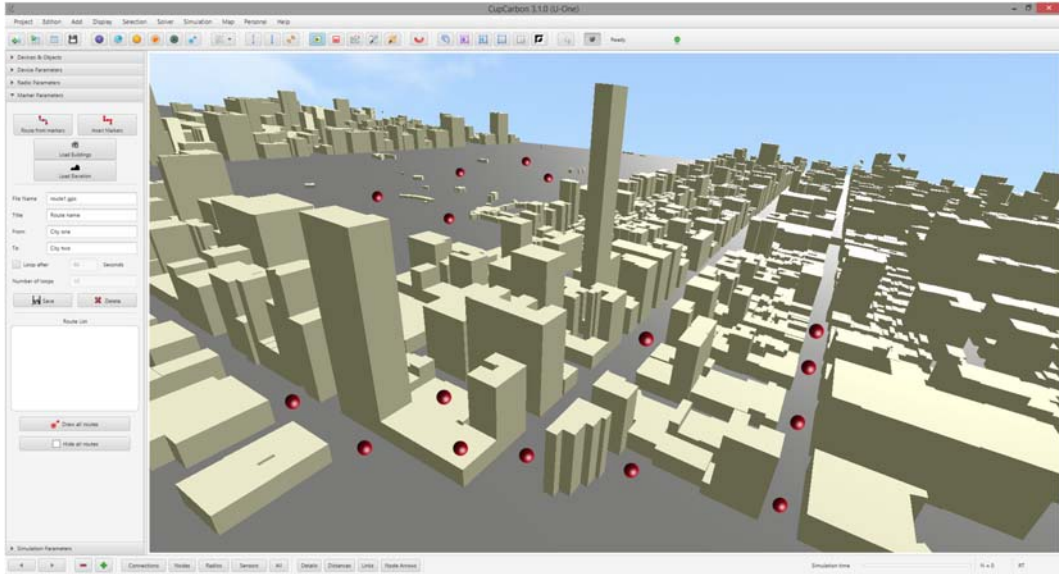 CupCarbon 3.1.0 (U-One)
Project Edition Add Display Selection Solver Simulation Map Personal Help
Ready
Devices & Objects
Device Parameters
Radio Parameters
Marker Parameters
Route from markers Insert Markers
Load Buildings
Load Elevation
File Name route1.gpx
Title Route name
From City one
To City two
Loop after Seconds
Number of loops
Save Delete
Route List
Draw all routes
Hide all routes
Simulation Parameters
Connections Nodes Radios Sensors All Details Distances Links Node Arrows Simulation time N = 0 RT